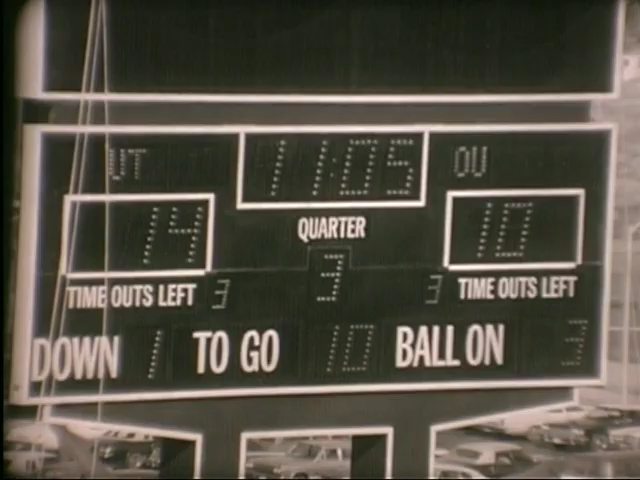 UT 11:05 OU
14 QUARTER 10
TIME OUTS LEFT 3 3 3 TIME OUTS LEFT
DOWN 1 TO GO 10 BALL ON 3